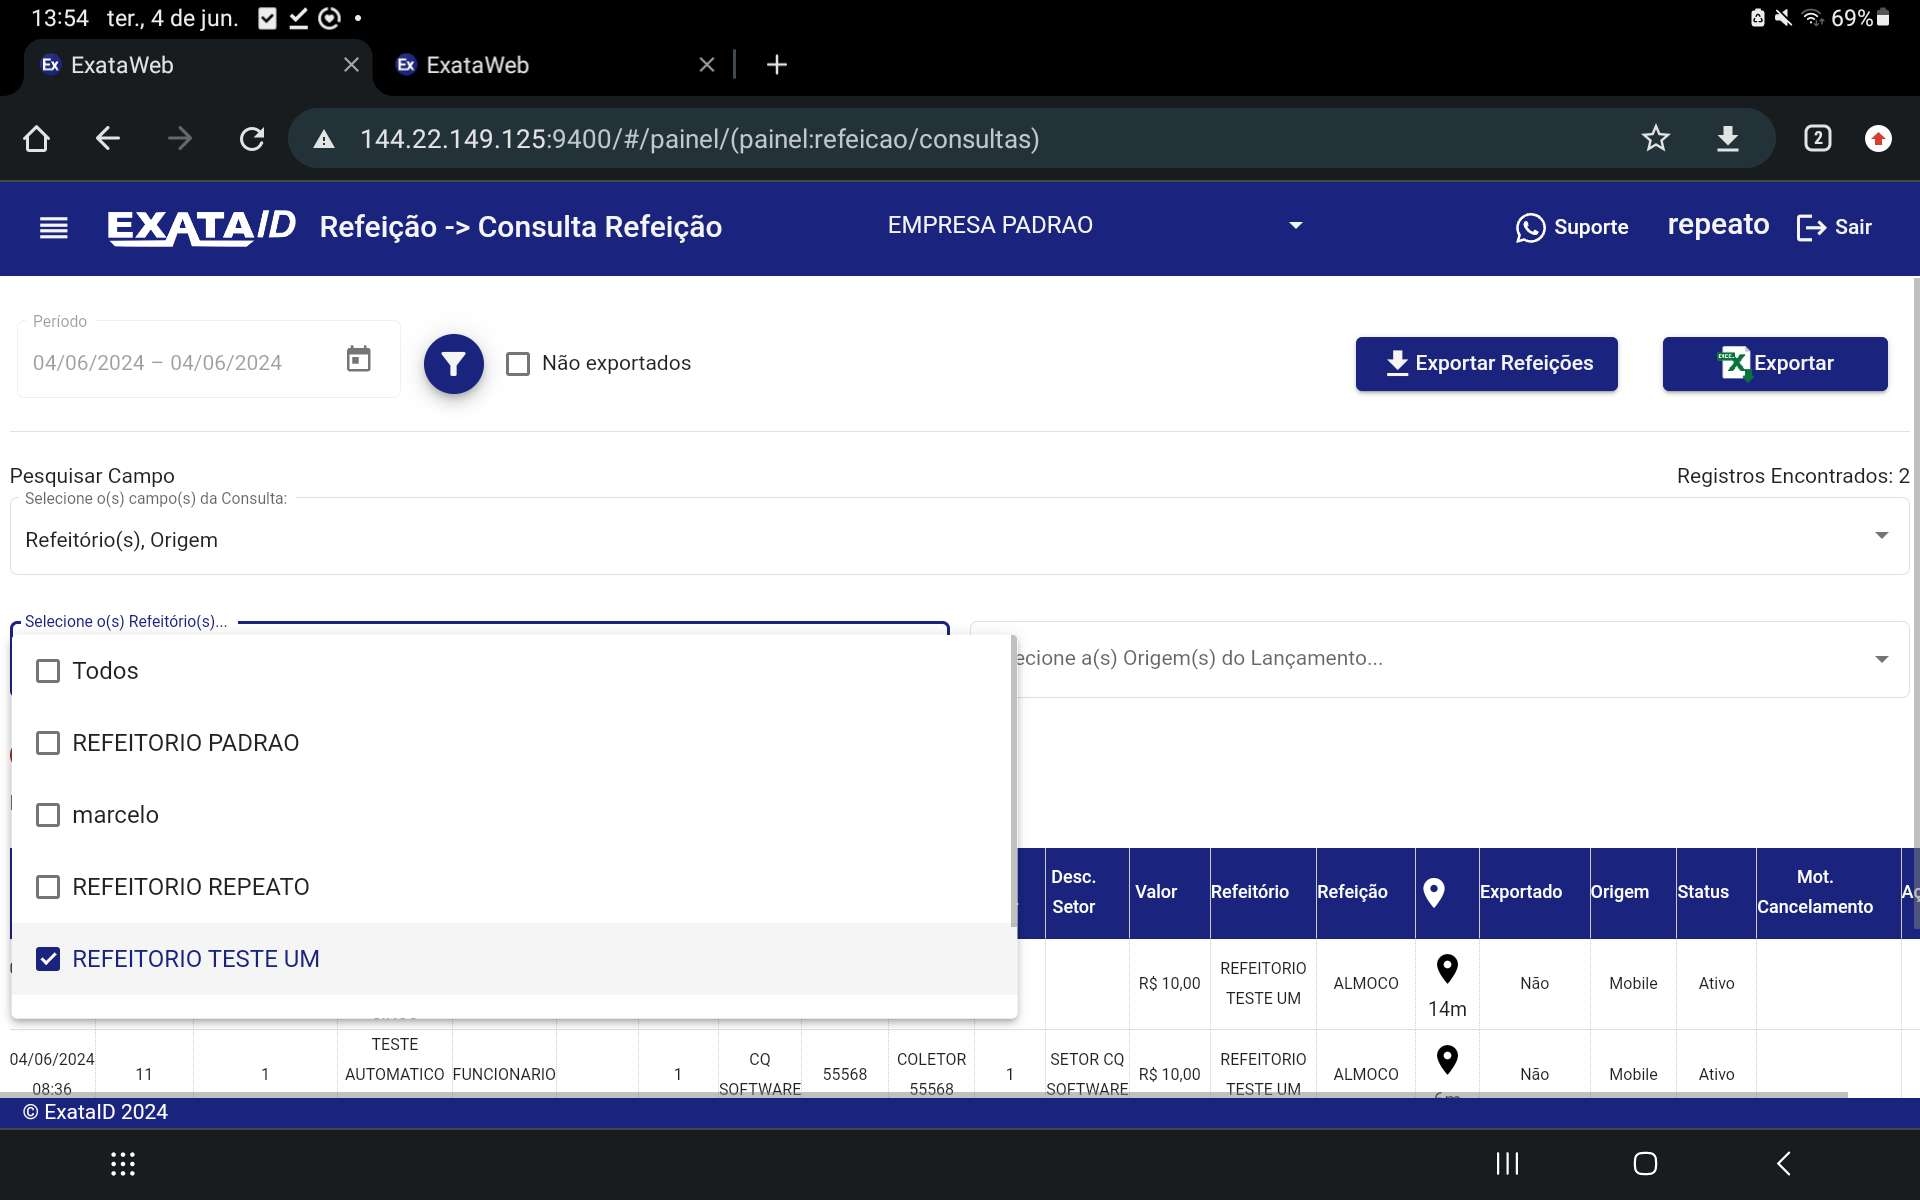 13:54 ter., 4 de jun. 69%
ExataWeb ExataWeb
144.22.149.125:9400/#/painel/(painel:refeicao/consultas) 2
EXATAID Refeição -> Consulta Refeição EMPRESA PADRAO Suporte repeato Sair
Período
04/06/2024 – 04/06/2024 Não exportados Exportar Refeições Exportar
Pesquisar Campo Registros Encontrados: 2
Selecione o(s) campo(s) da Consulta:
Refeitório(s), Origem
Selecione o(s) Refeitório(s)...
ecione a(s) Origem(s) do Lançamento...
Todos
REFEITORIO PADRAO
marcelo
REFEITORIO REPEATO
REFEITORIO TESTE UM
Desc. Setor Valor Refeitório Refeição Exportado Origem Status Mot. Cancelamento
R$ 10,00 REFEITORIO TESTE UM ALMOCO 14m Não Mobile Ativo
04/06/2024 08:36 11 1 TESTE AUTOMATICO FUNCIONARIO 1 CQ SOFTWARE 55568 COLETOR 55568 1 SETOR CQ SOFTWARE R$ 10,00 REFEITORIO TESTE UM ALMOCO Não Mobile Ativo
© ExataID 2024